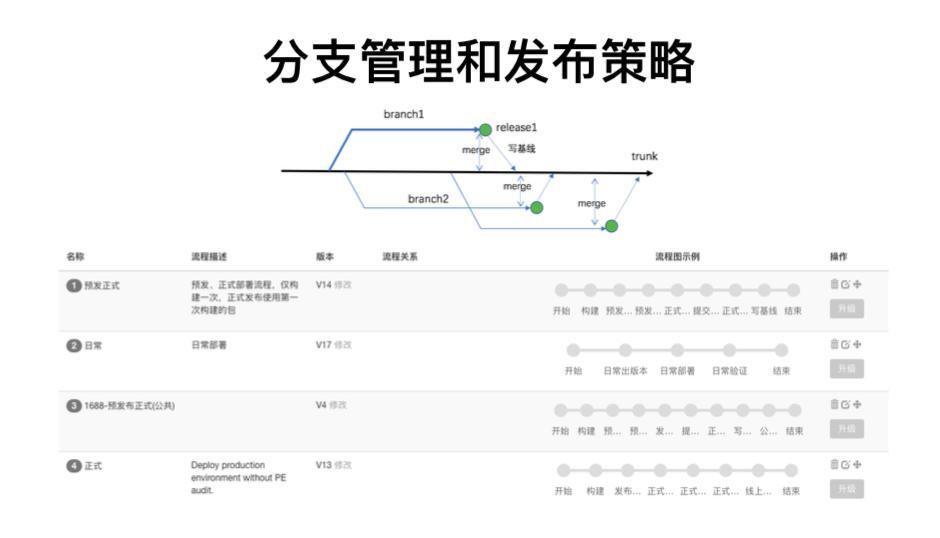 分支管理和发布策略
branch1
release1
merge
写基线
trunk
merge
branch2
merge
名称 流程描述 版本 流程关系 流程图示例 操作
1 预发正式 预发、正式部署流程，仅构 V14 修改
建一次，正式发布使用第一
次构建的包
开始 构建 预发... 预发... 正式... 提交... 正式... 写基线 结束
升级
2 日常 日常部署 V17 修改
开始 日常出版本 日常部署 日常验证 结束
升级
3 1688-预发布正式(公共) V4 修改
开始 构建 预... 预... 发... 提... 正... 写... 公... 结束
升级
4 正式 Deploy production V13 修改
environment without PE
audit.
开始 构建 发布... 正式... 正式... 正式... 线上... 结束
升级